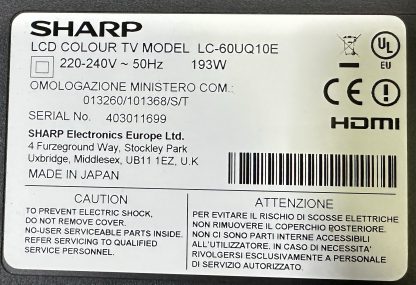 SHARP
LCD COLOUR TV MODEL LC-60UQ10E
220-240V ~ 50Hz 193W
OMOLOGAZIONE MINISTERO COM.:
013260/101368/S/T
SERIAL No. 403011699
SHARP Electronics Europe Ltd.
4 Furzeground Way, Stockley Park
Uxbridge, Middlesex, UB11 1EZ, U.K
MADE IN JAPAN
UL
EU
CE
HDMI
CAUTION
TO PREVENT ELECTRIC SHOCK,
DO NOT REMOVE COVER.
NO-USER SERVICEABLE PARTS INSIDE.
REFER SERVICING TO QUALIFIED
SERVICE PERSONNEL.
ATTENZIONE
PER EVITARE IL RISCHIO DI SCOSSE ELETTRICHE
NON RIMUOVERE IL COPERCHIO POSTERIORE.
NON CI SONO PARTI INTERNE ACCESSIBILI
ALL'UTILIZZATORE. IN CASO DI NECESSITA'
RIVOLGERSI ESCLUSIVAMENTE A PERSONALE
DI SERVIZIO AUTORIZZATO.